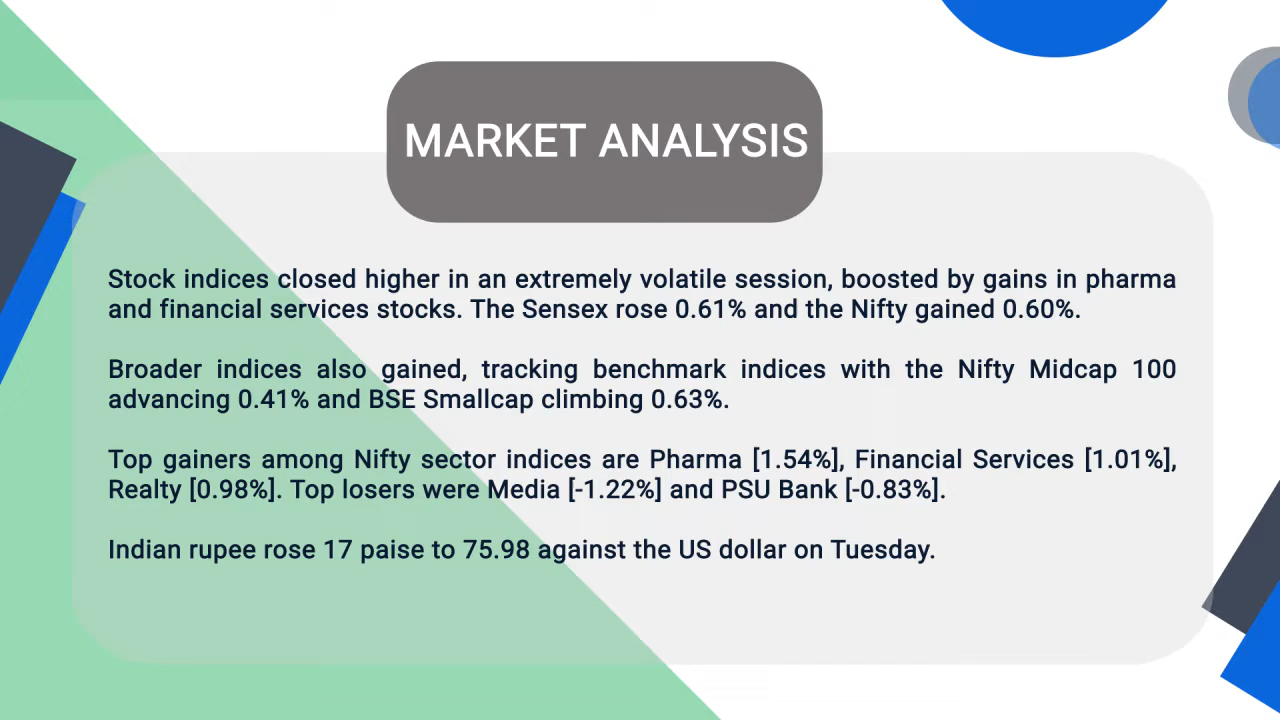 MARKET ANALYSIS
Stock indices closed higher in an extremely volatile session, boosted by gains in pharma
and financial services stocks. The Sensex rose 0.61% and the Nifty gained 0.60%.
Broader indices also gained, tracking benchmark indices with the Nifty Midcap 100
advancing 0.41% and BSE Smallcap climbing 0.63%.
Top gainers among Nifty sector indices are Pharma [1.54%], Financial Services [1.01%],
Realty [0.98%]. Top losers were Media [-1.22%] and PSU Bank [-0.83%].
Indian rupee rose 17 paise to 75.98 against the US dollar on Tuesday.